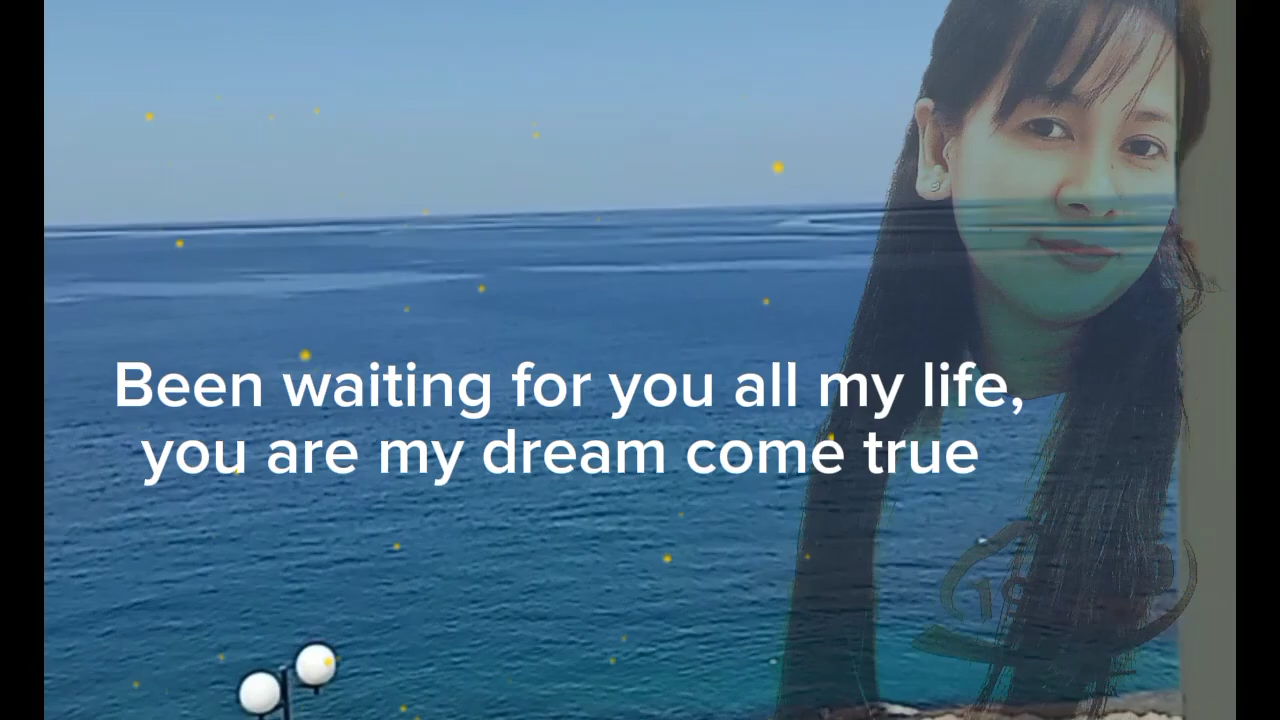 Been waiting for you all my life,
you are my dream come true